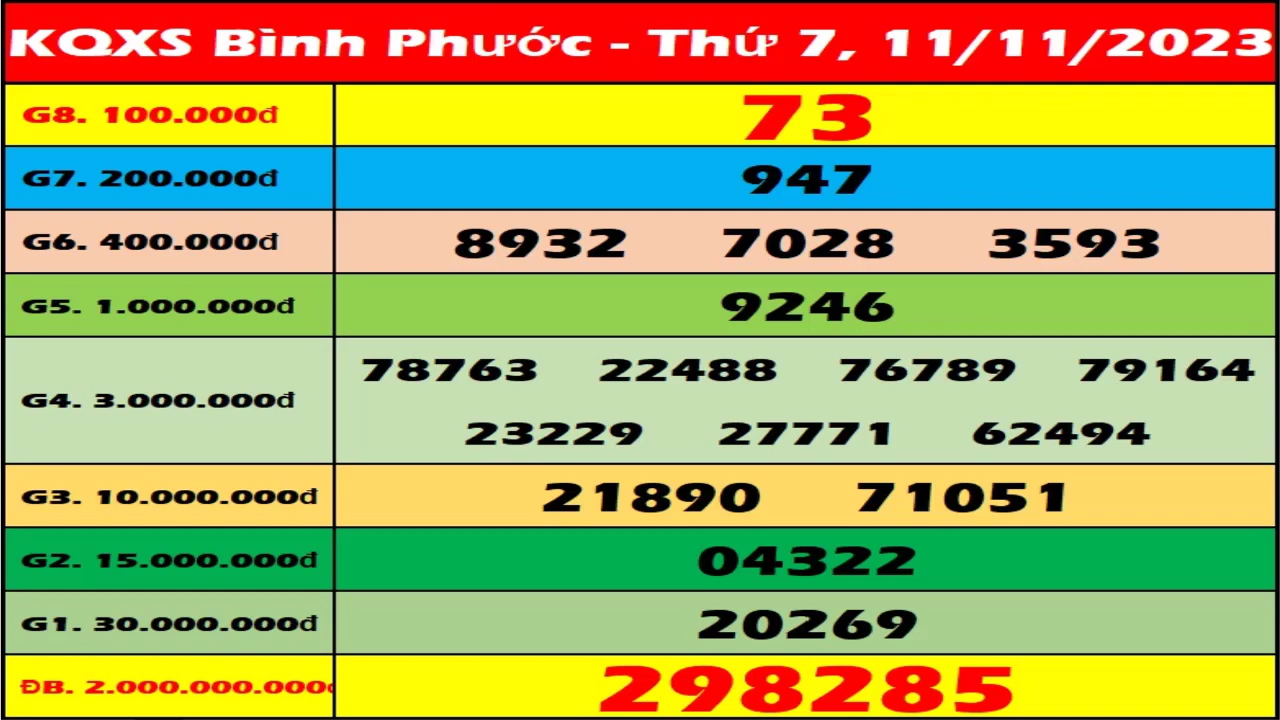 KQXS Bình Phước - Thứ 7, 11/11/2023
G8. 100.000đ 73
G7. 200.000đ 947
G6. 400.000đ 8932 7028 3593
G5. 1.000.000đ 9246
G4. 3.000.000đ 78763 22488 76789 79164
23229 27771 62494
G3. 10.000.000đ 21890 71051
G2. 15.000.000đ 04322
G1. 30.000.000đ 20269
ĐB. 2.000.000.000đ 298285